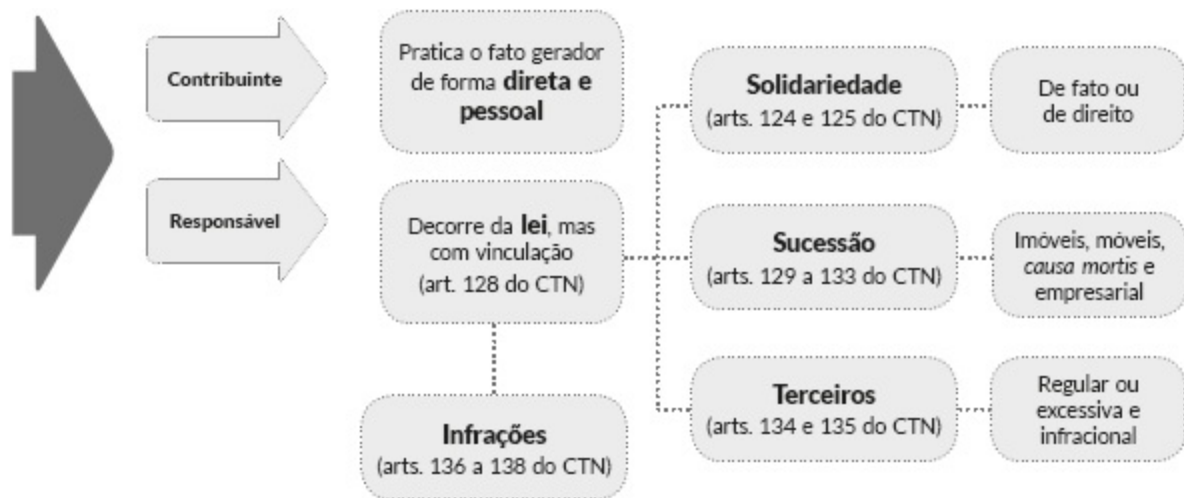 Contribuinte
Pratica o fato gerador
de forma direta e
pessoal
Responsável
Decorre da lei, mas
com vinculação
(art. 128 do CTN)
Infrações
(arts. 136 a 138 do CTN)
Solidariedade
(arts. 124 e 125 do CTN)
De fato ou
de direito
Sucessão
(arts. 129 a 133 do CTN)
Imóveis, móveis,
causa mortis e
empresarial
Terceiros
(arts. 134 e 135 do CTN)
Regular ou
excessiva e
infracional